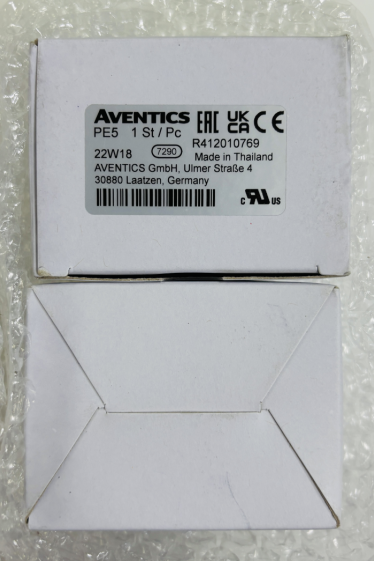 AVENTICS EAC UK CA CE
PE5 1 St / Pc R412010769
22W18 7290 Made in Thailand
AVENTICS GmbH, Ulmer Straße 4
30880 Laatzen, Germany
c RU us